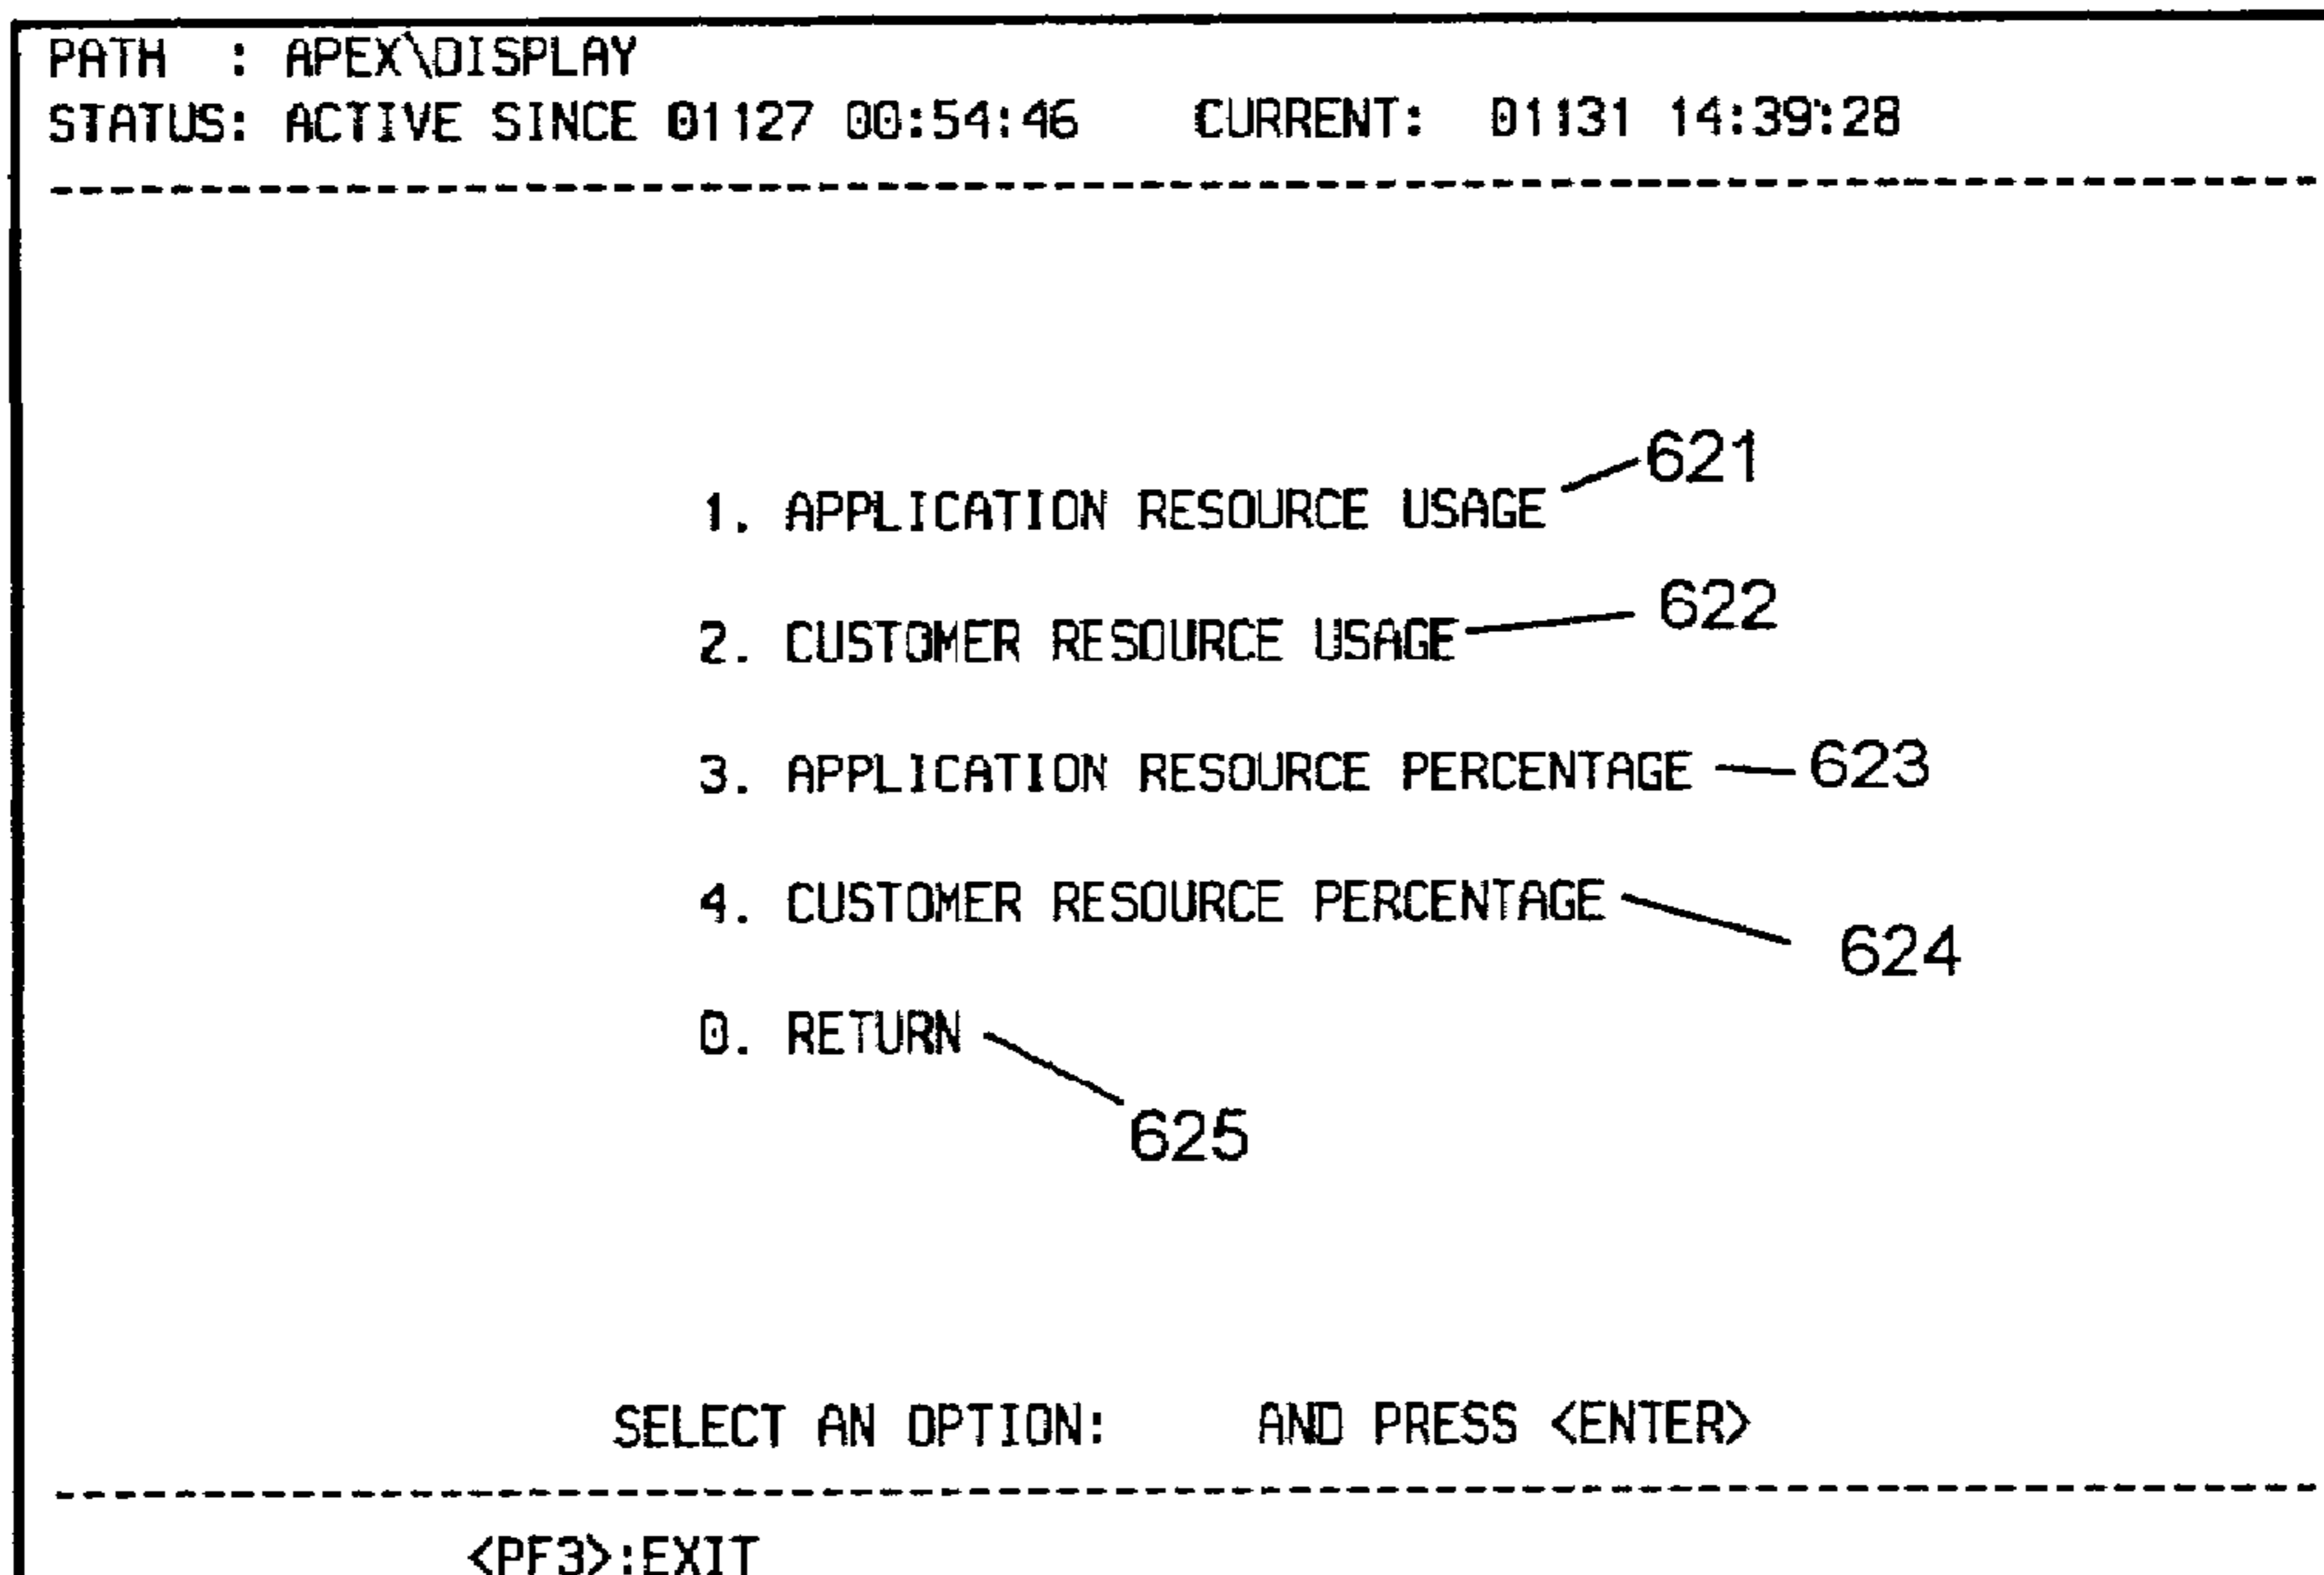 PATH  : APEX\DISPLAY
STATUS: ACTIVE SINCE 01127 00:54:46    CURRENT:  01131 14:39:28
621
1. APPLICATION RESOURCE USAGE
622
2. CUSTOMER RESOURCE USAGE
3. APPLICATION RESOURCE PERCENTAGE 623
4. CUSTOMER RESOURCE PERCENTAGE
624
0. RETURN
625
SELECT AN OPTION:     AND PRESS <ENTER>
<PF3>:EXIT